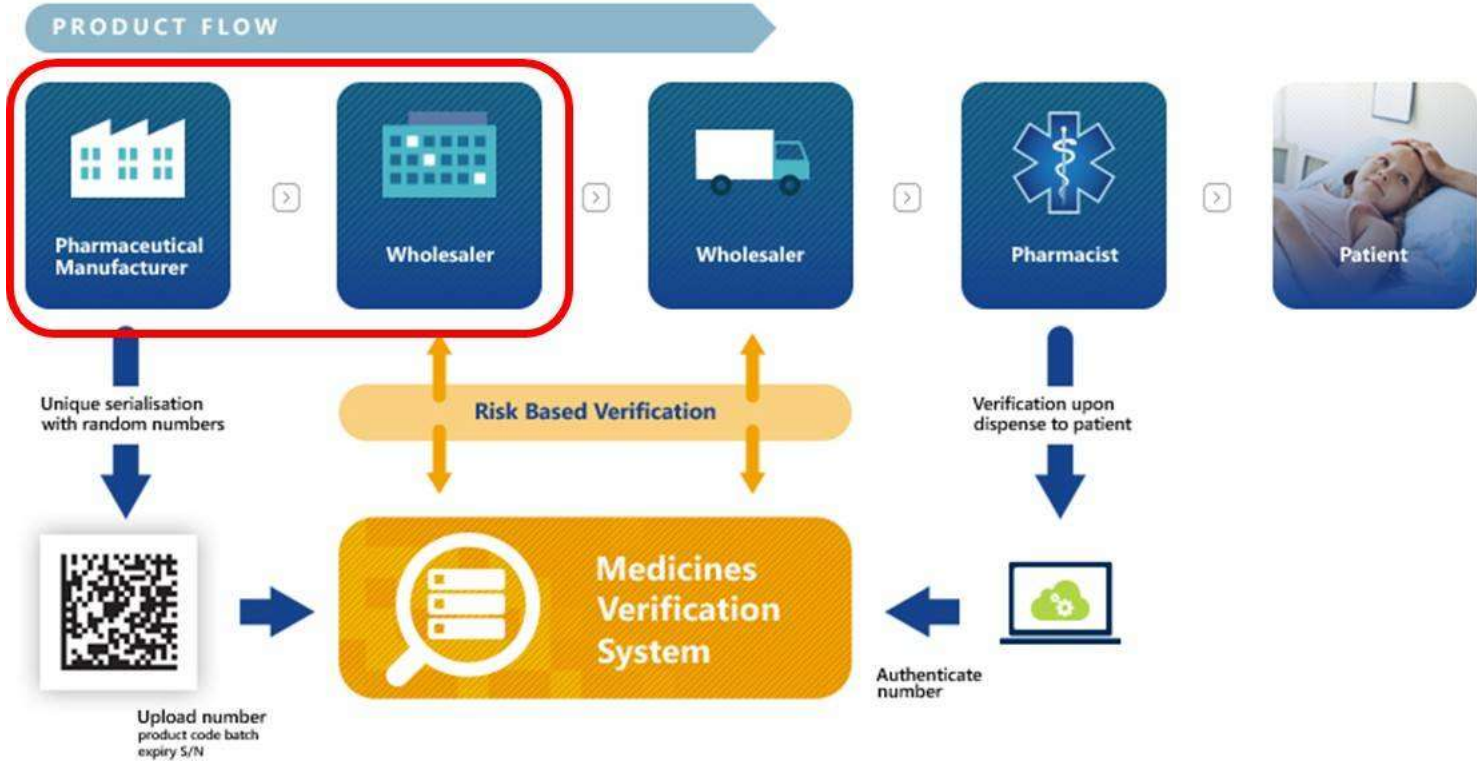 PRODUCT FLOW
Pharmaceutical
Manufacturer
Wholesaler
Wholesaler
Pharmacist
Patient
Unique serialisation
with random numbers
Risk Based Verification
Verification upon
dispense to patient
Medicines
Verification
System
Authenticate
number
Upload number
product code batch
expiry S/N